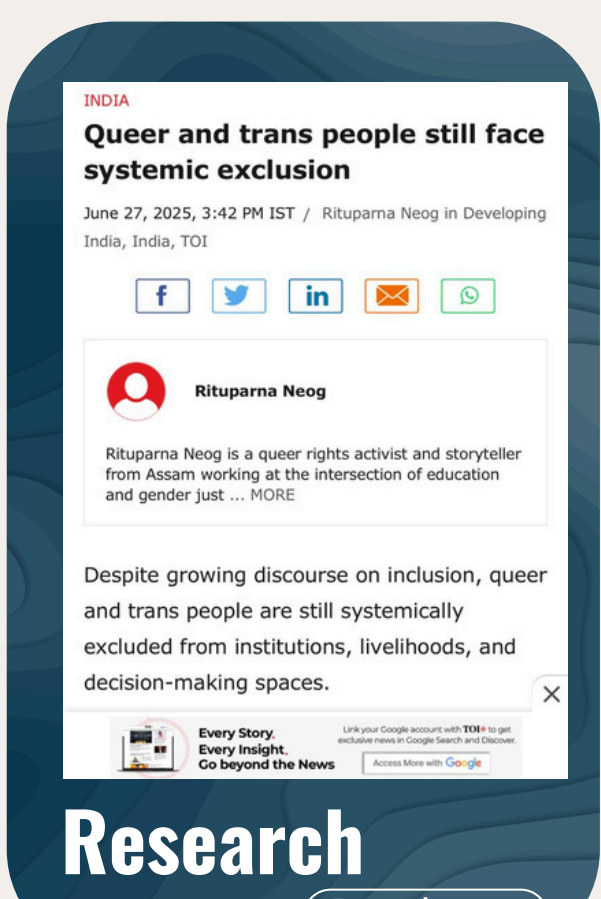 INDIA
Queer and trans people still face
systemic exclusion
June 27, 2025, 3:42 PM IST / Rituparna Neog in Developing
India, India, TOI
Rituparna Neog
Rituparna Neog is a queer rights activist and storyteller
from Assam working at the intersection of education
and gender just ... MORE
Despite growing discourse on inclusion, queer
and trans people are still systemically
excluded from institutions, livelihoods, and
decision-making spaces.
Every Story,
Every Insight,
Go beyond the News
Link your Google account with TOI+ to get
exclusive news in Google Search and Discover.
Access More with Google
Research